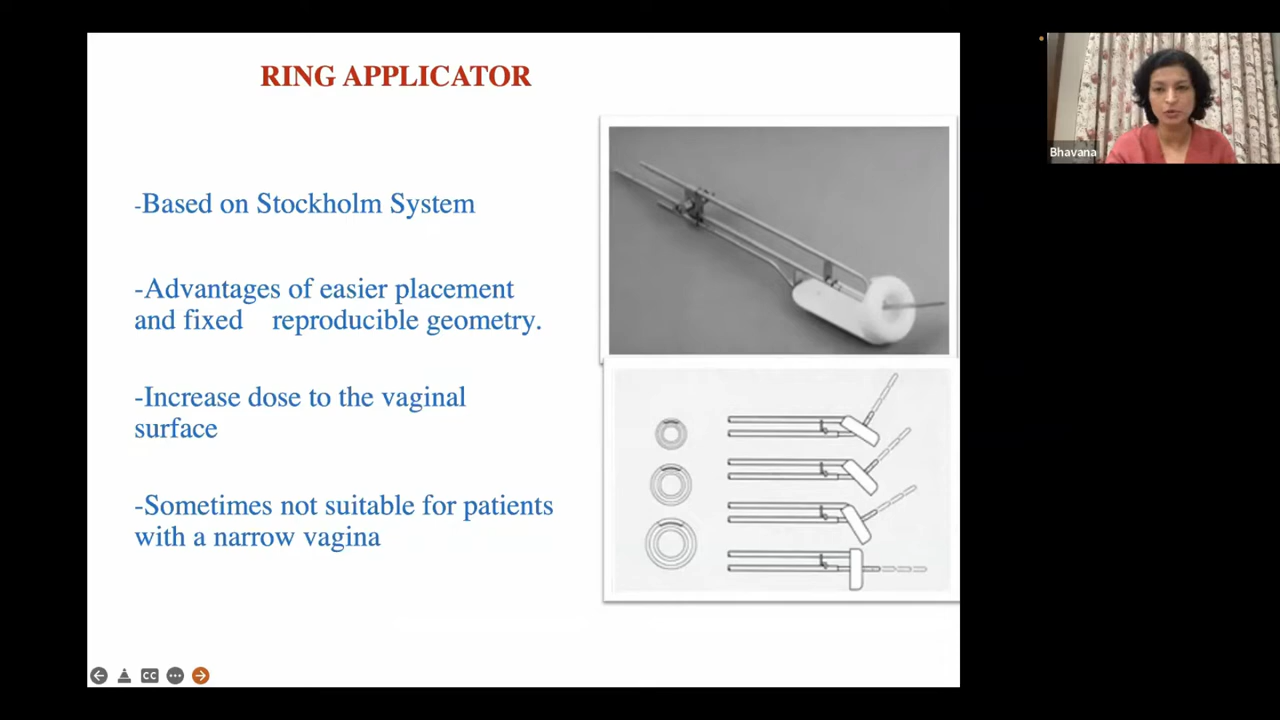 RING APPLICATOR
-Based on Stockholm System
-Advantages of easier placement
and fixed reproducible geometry.
-Increase dose to the vaginal
surface
-Sometimes not suitable for patients
with a narrow vagina
CC
Bhavana